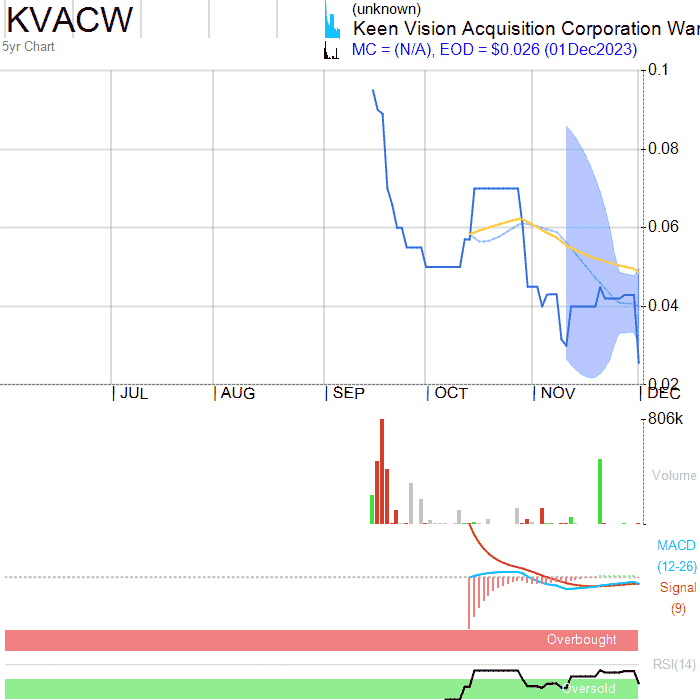 KVACW
5yr Chart
(unknown)
Keen Vision Acquisition Corporation War
MC = (N/A), EOD = $0.026 (01Dec2023)
0.1
0.08
0.06
0.04
0.02
JUL
AUG
SEP
OCT
NOV
DEC
806k
Volume
MACD
(12-26)
Signal
(9)
Overbought
RSI(14)
Oversold